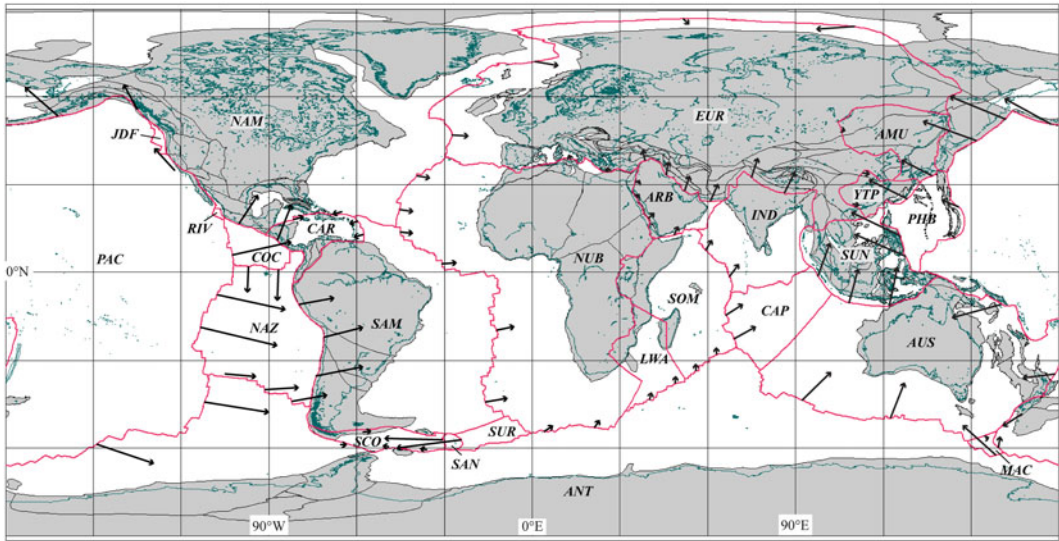 NAM
EUR
AMU
JDF
YTP
ARB
IND
PHB
RIV
CAR
COC
SUN
PAC
0°N
NUB
SOM
NAZ
SAM
CAP
AUS
LWA
SUR
SCO
SAN
MAC
ANT
90°W
0°E
90°E